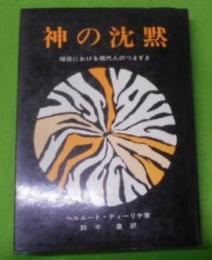 神の沈黙
福音における現代人のつまずき
ヘルムート・ティーリケ著
鈴木皇訳